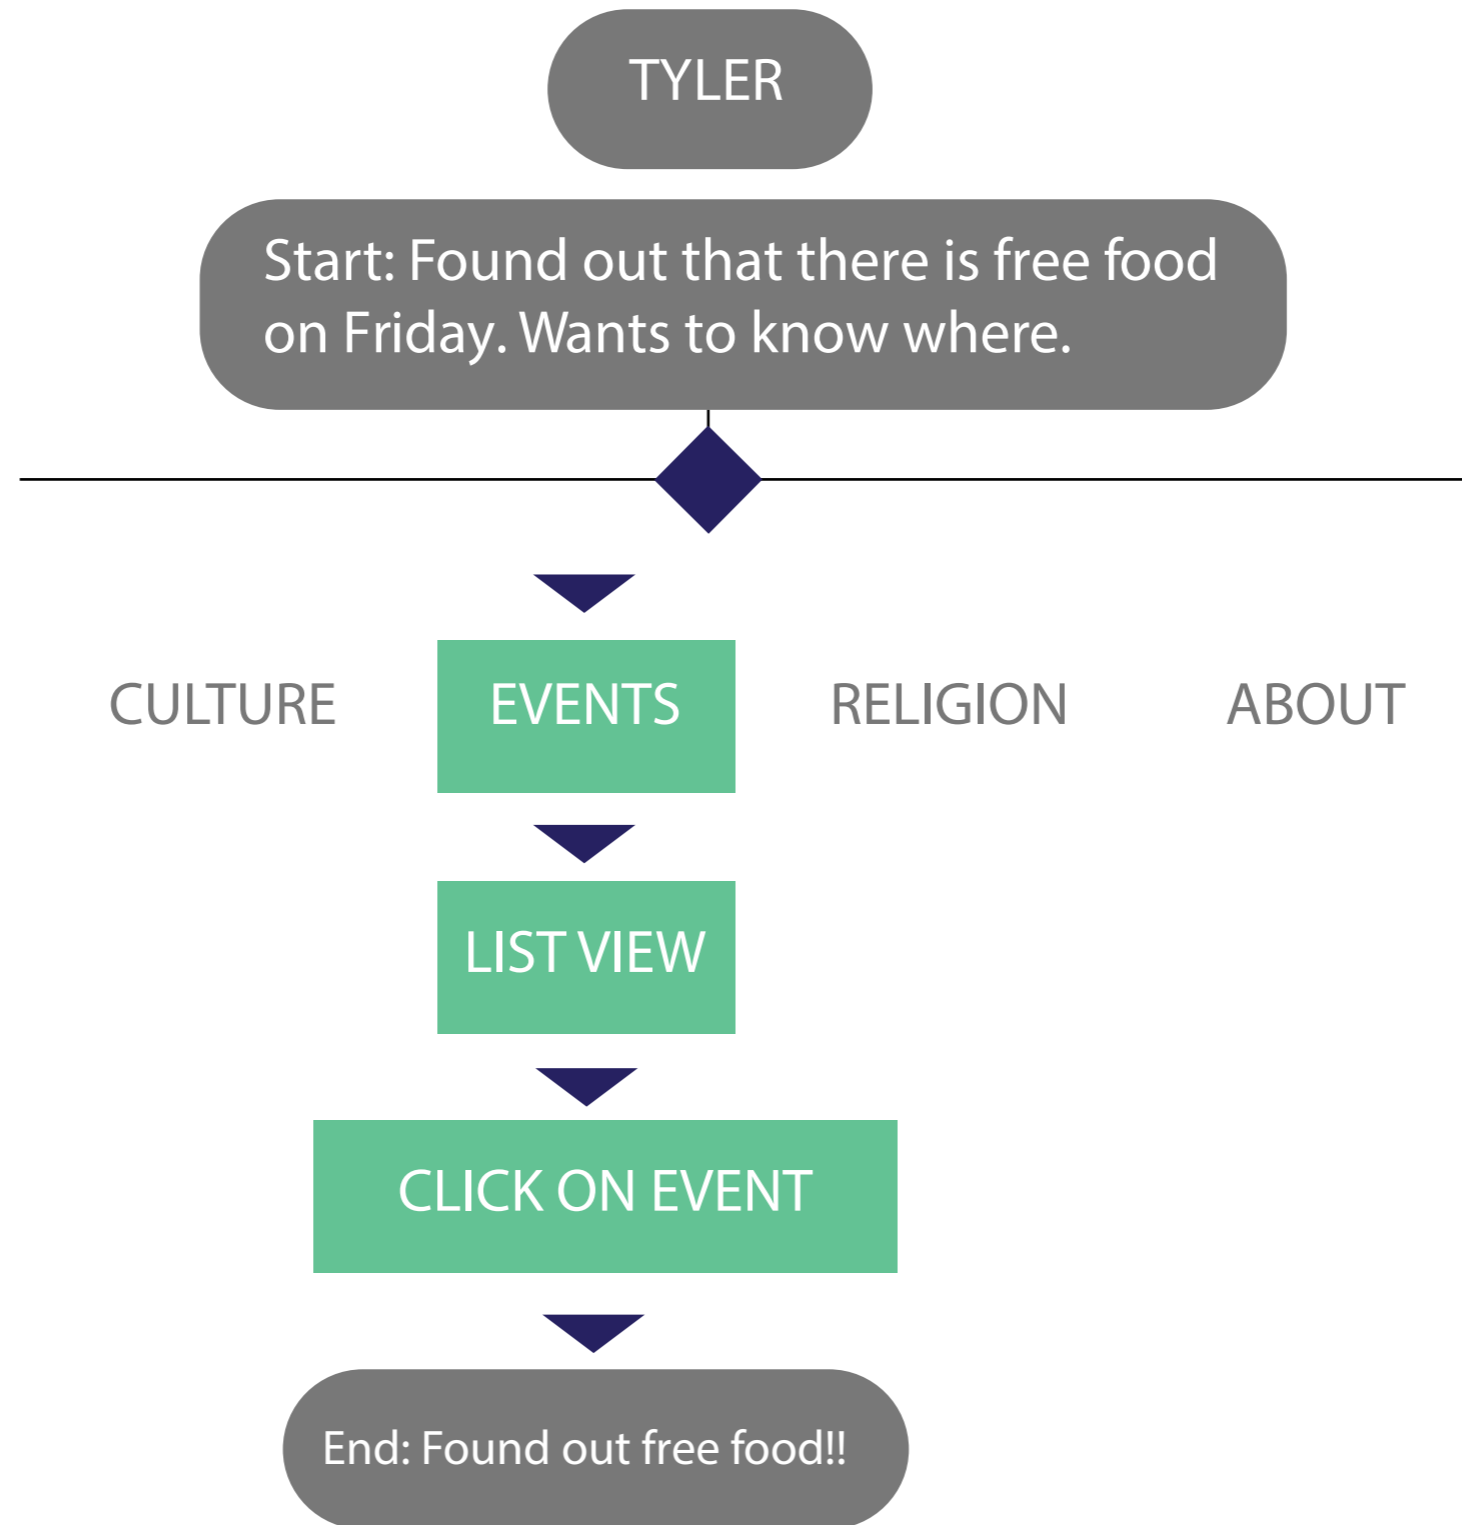 TYLER
Start: Found out that there is free food
on Friday. Wants to know where.
CULTURE EVENTS RELIGION ABOUT
LIST VIEW
CLICK ON EVENT
End: Found out free food!!